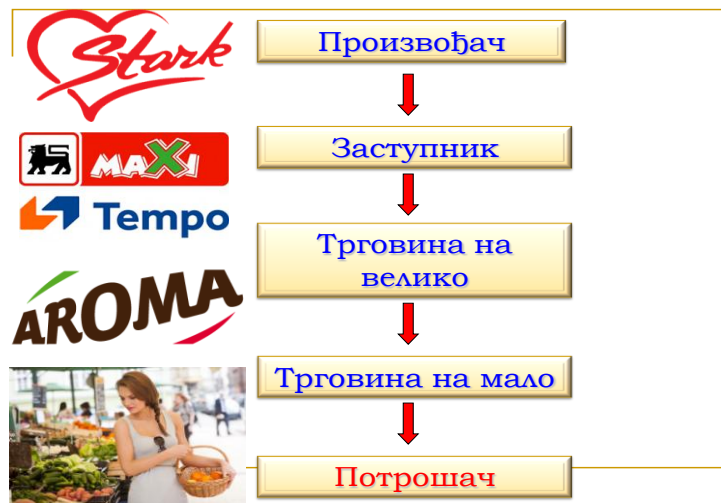 Stark
Произвођач
MAXI
Заступник
Tempo
Трговина на
велико
AROMA
Трговина на мало
Потрошач